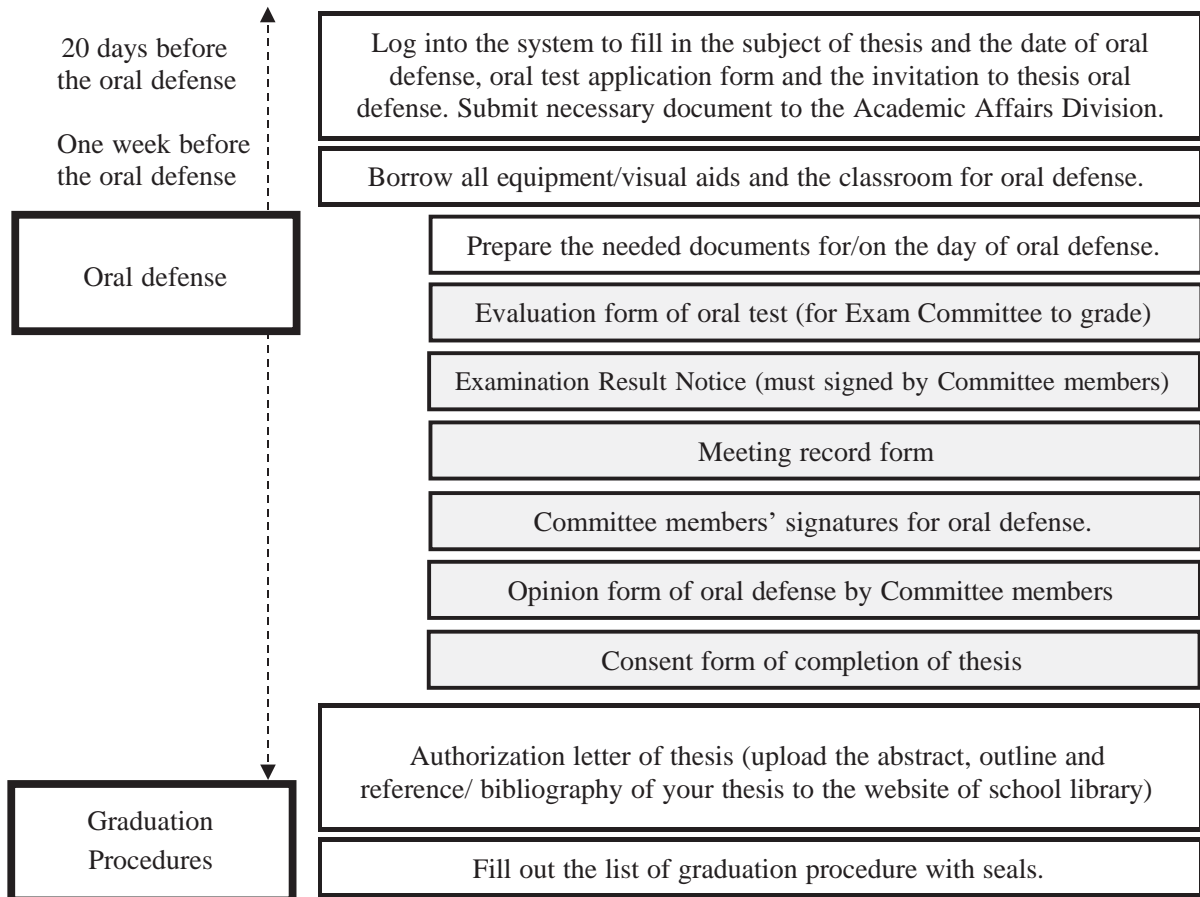 20 days before
the oral defense
Log into the system to fill in the subject of thesis and the date of oral
defense, oral test application form and the invitation to thesis oral
defense. Submit necessary document to the Academic Affairs Division.
One week before
the oral defense
Borrow all equipment/visual aids and the classroom for oral defense.
Oral defense
Prepare the needed documents for/on the day of oral defense.
Evaluation form of oral test (for Exam Committee to grade)
Examination Result Notice (must signed by Committee members)
Meeting record form
Committee members’ signatures for oral defense.
Opinion form of oral defense by Committee members
Consent form of completion of thesis
Authorization letter of thesis (upload the abstract, outline and
reference/ bibliography of your thesis to the website of school library)
Graduation
Procedures
Fill out the list of graduation procedure with seals.